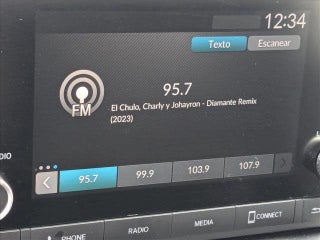 12:34
Texto
Escanear
FM
95.7
El Chulo, Charly y Johayron - Diamante Remix
(2023)
95.7
99.9
103.9
107.9
PHONE
RADIO
MEDIA
CONNECT